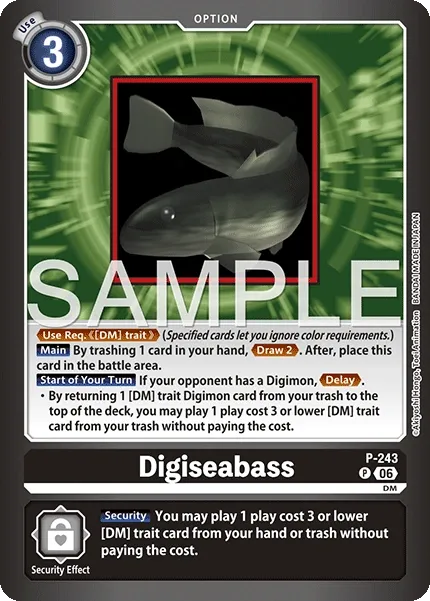 OPTION
Use
3
SAMPLE
Use Req.《[DM] trait》 (Specified cards let you ignore color requirements.)
Main By trashing 1 card in your hand, Draw 2. After, place this
card in the battle area.
Start of Your Turn If your opponent has a Digimon, Delay.
• By returning 1 [DM] trait Digimon card from your trash to the
top of the deck, you may play 1 play cost 3 or lower [DM] trait
card from your trash without paying the cost.
©Akiyoshi Hongo, Toei Animation BANDAI MADE IN JAPAN
Digiseabass
P-243
P 06
DM
Security You may play 1 play cost 3 or lower
[DM] trait card from your hand or trash without
paying the cost.
Security Effect